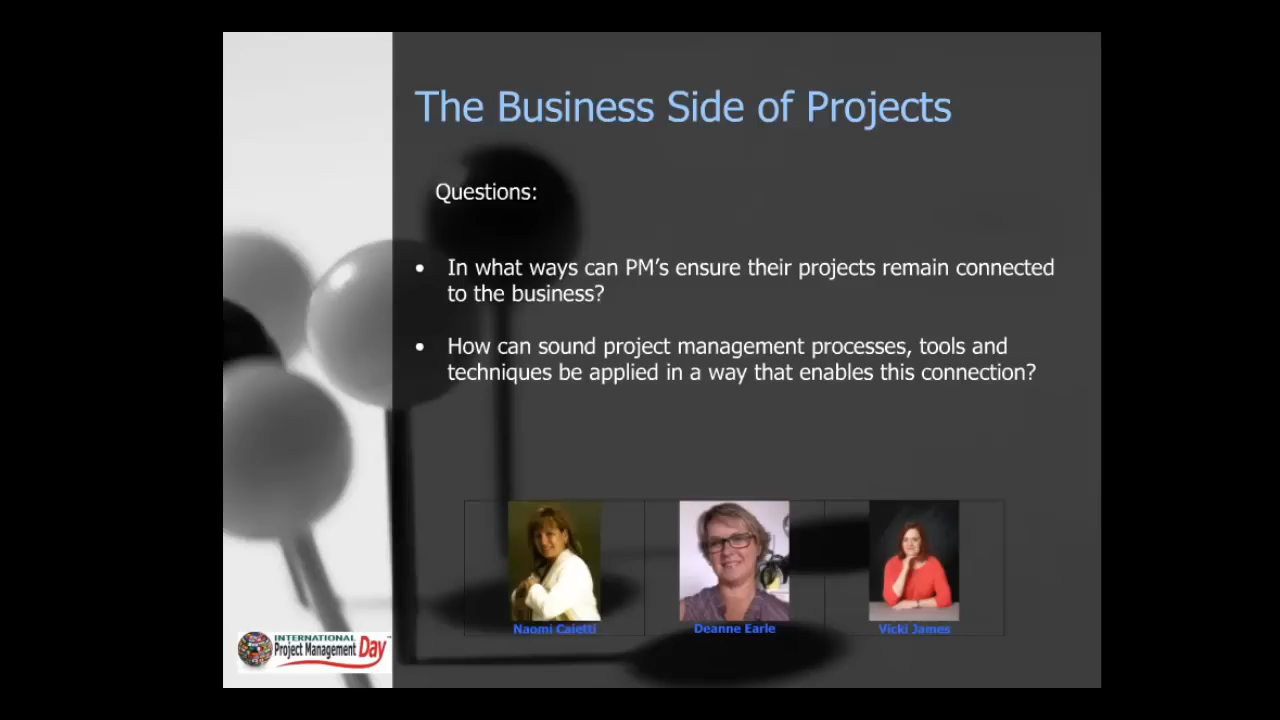 The Business Side of Projects
Questions:
• In what ways can PM's ensure their projects remain connected
to the business?
• How can sound project management processes, tools and
techniques be applied in a way that enables this connection?
Naomi Caietti
Deanne Earle
Vicki James
INTERNATIONAL
Project Management Day